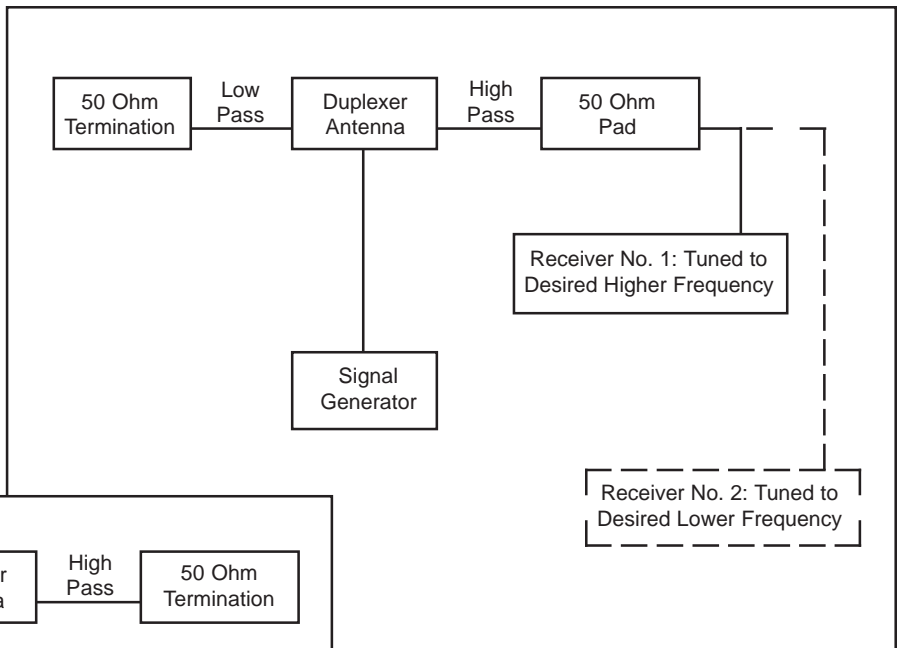 50 Ohm
Termination
Low
Pass
Duplexer
Antenna
High
Pass
50 Ohm
Pad
Receiver No. 1: Tuned to
Desired Higher Frequency
Signal
Generator
Receiver No. 2: Tuned to
Desired Lower Frequency
r
a
High
Pass
50 Ohm
Termination